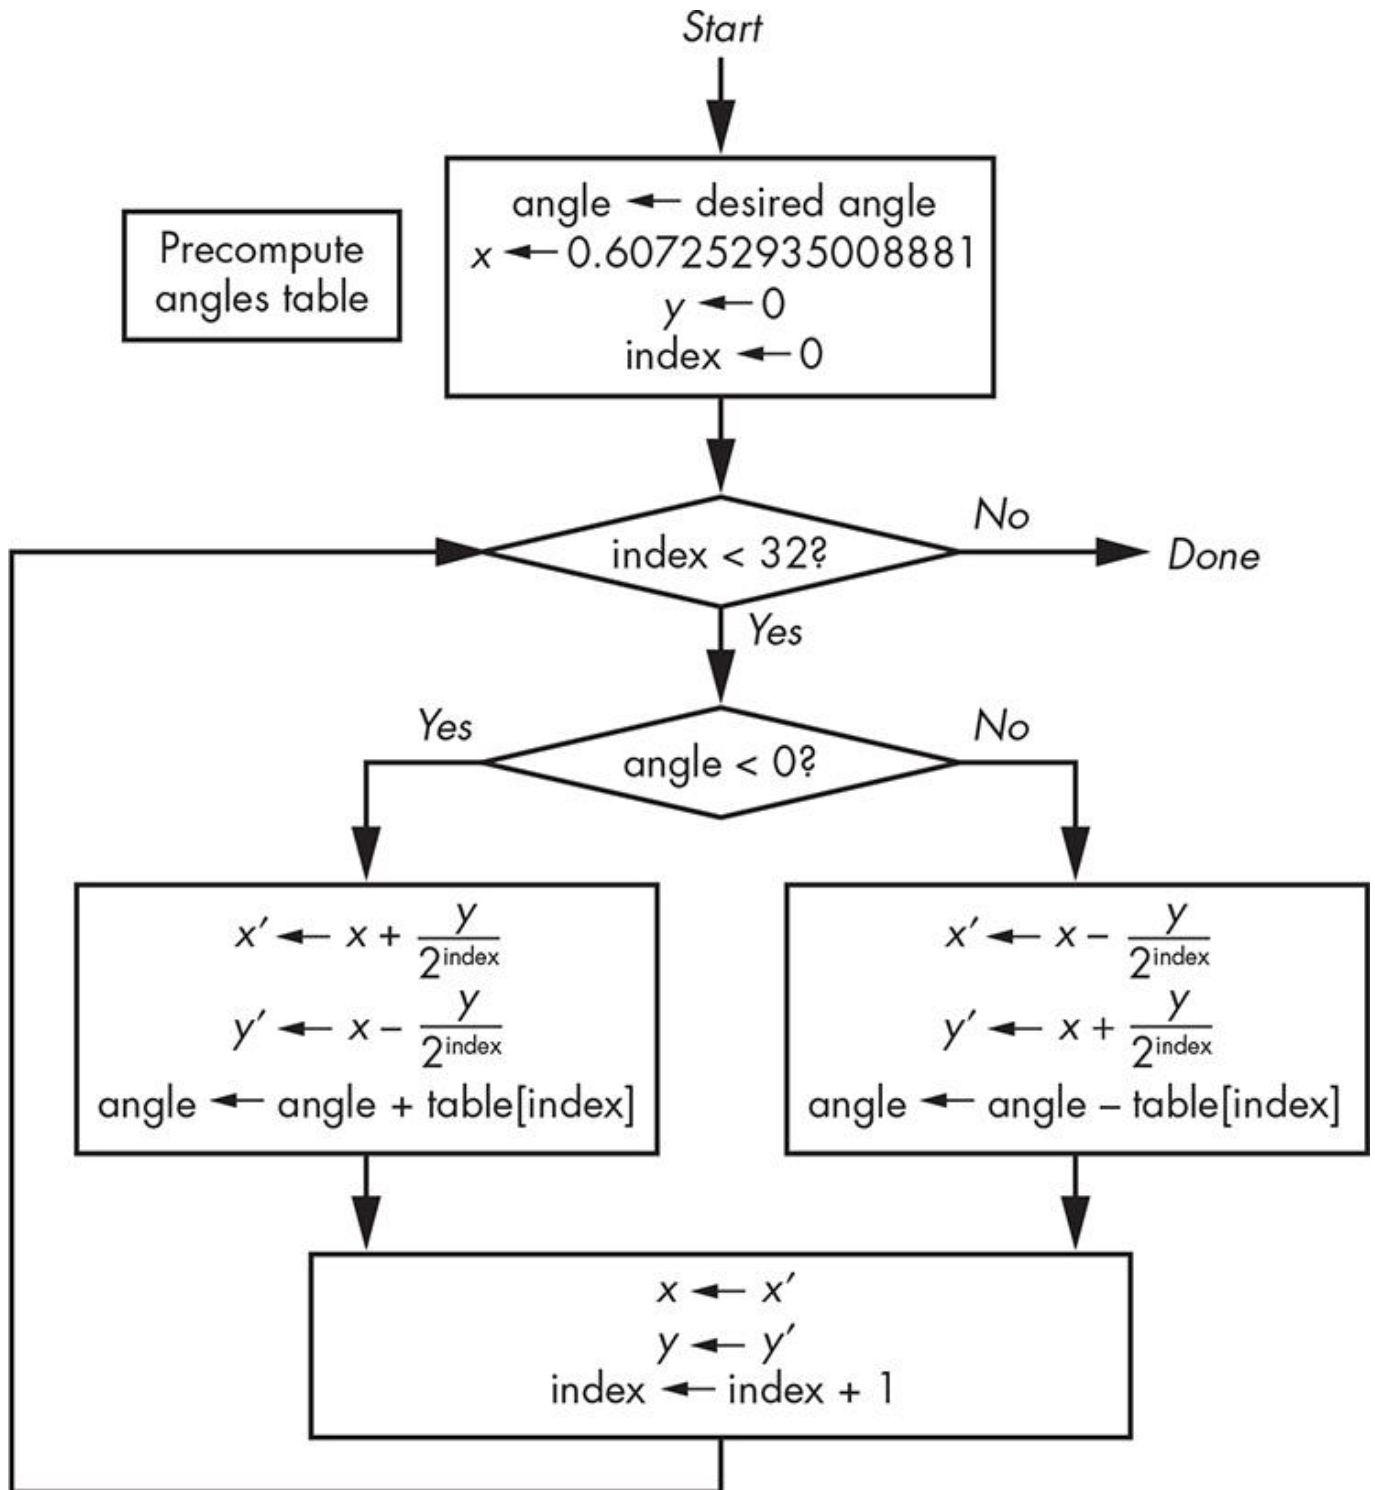 Start
Precompute
angles table
angle ← desired angle
x ← 0.607252935008881
y ← 0
index ← 0
index < 32?
No
Done
Yes
angle < 0?
Yes
No
x′ ← x + y/2^index
y′ ← x – y/2^index
angle ← angle + table[index]
x′ ← x – y/2^index
y′ ← x + y/2^index
angle ← angle – table[index]
x ← x′
y ← y′
index ← index + 1